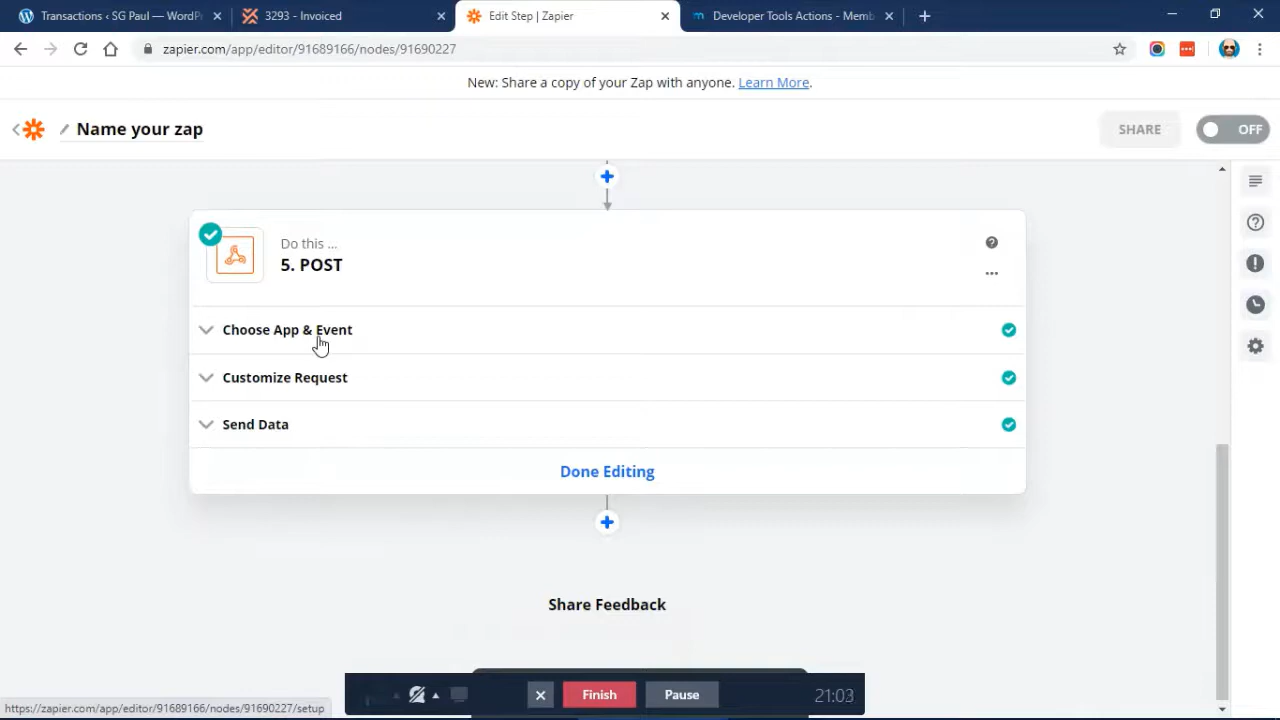 Transactions ‹ SG Paul — WordPr
3293 - Invoiced
Edit Step | Zapier
Developer Tools Actions - Memb
zapier.com/app/editor/91689166/nodes/91690227
New: Share a copy of your Zap with anyone. Learn More.
Name your zap
SHARE
OFF
Do this ...
5. POST
Choose App & Event
Customize Request
Send Data
Done Editing
Share Feedback
Finish
Pause
21:03
https://zapier.com/app/editor/91689166/nodes/91690227/setup